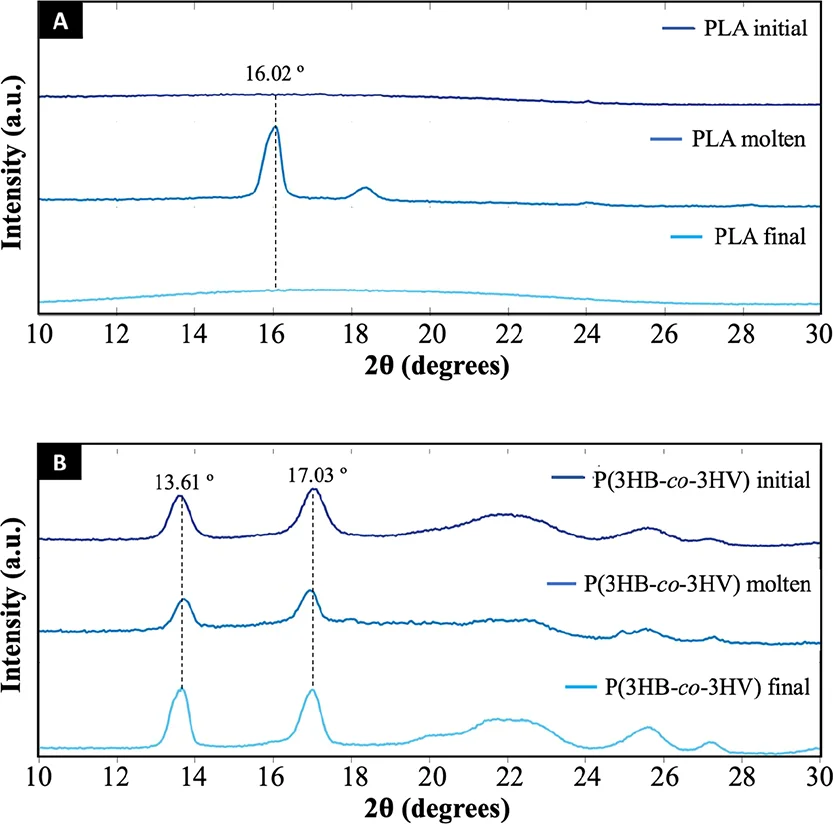 A
PLA initial
16.02 º
PLA molten
PLA final
Intensity (a.u.)
10 12 14 16 18 20 22 24 26 28 30
2θ (degrees)
B
13.61 º
17.03 º
P(3HB-co-3HV) initial
P(3HB-co-3HV) molten
P(3HB-co-3HV) final
Intensity (a.u.)
10 12 14 16 18 20 22 24 26 28 30
2θ (degrees)